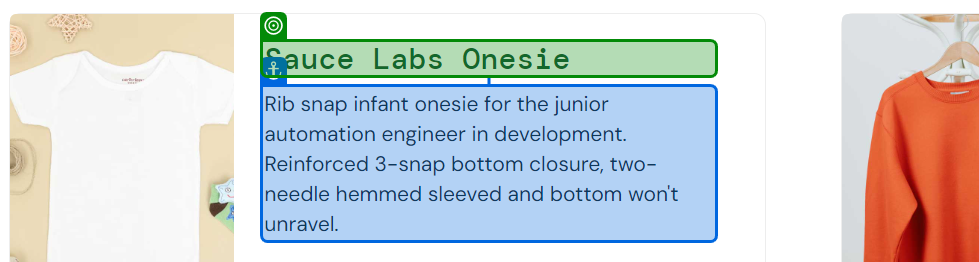 Sauce Labs Onesie
Rib snap infant onesie for the junior
automation engineer in development.
Reinforced 3-snap bottom closure, two-
needle hemmed sleeved and bottom won't
unravel.